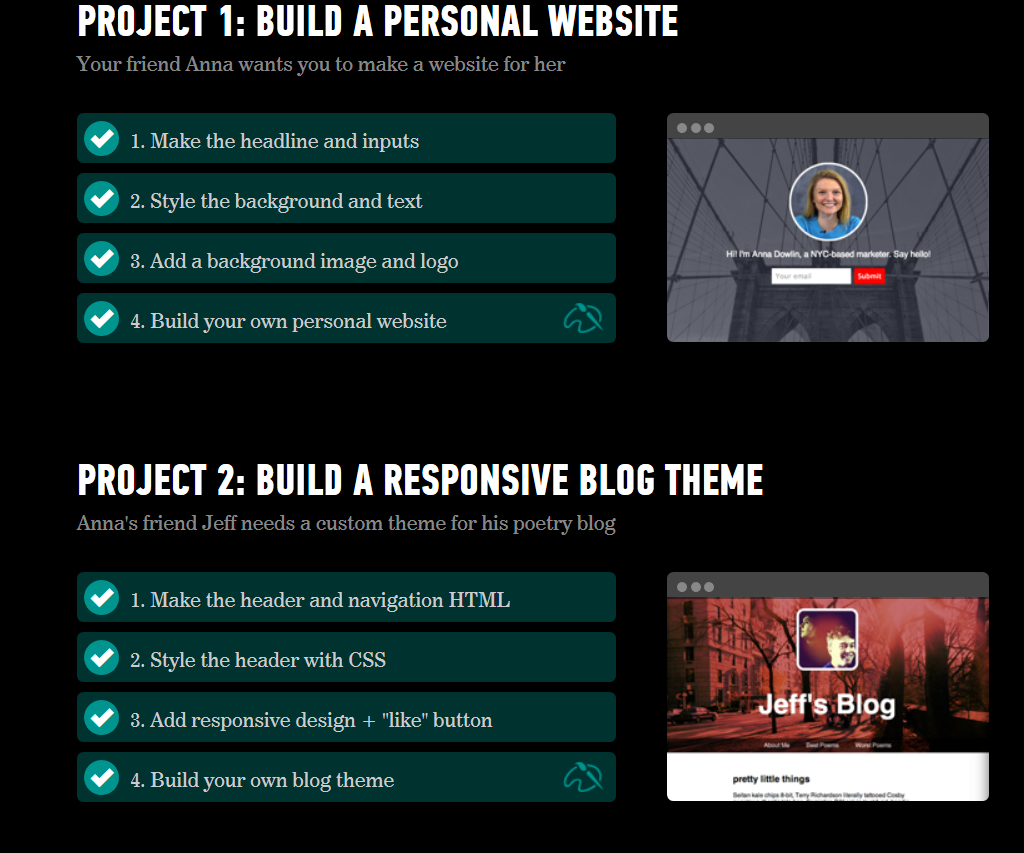 PROJECT 1: BUILD A PERSONAL WEBSITE
Your friend Anna wants you to make a website for her
1. Make the headline and inputs
2. Style the background and text
3. Add a background image and logo
4. Build your own personal website
Hi! I'm Anna Dowlin, a NYC-based marketer. Say hello!
Your email
Submit
PROJECT 2: BUILD A RESPONSIVE BLOG THEME
Anna's friend Jeff needs a custom theme for his poetry blog
1. Make the header and navigation HTML
2. Style the header with CSS
3. Add responsive design + "like" button
4. Build your own blog theme
Jeff's Blog
About Me Best Poems Worst Poems
pretty little things
Seitan kale chips 8-bit, Terry Richardson literally tattooed Cosby